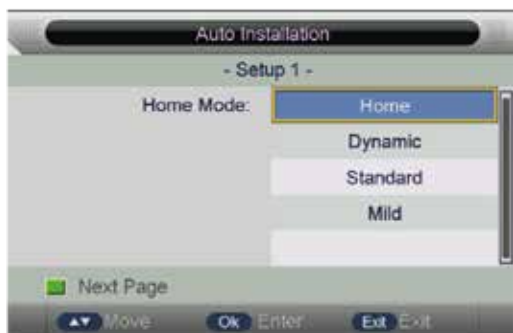 Auto Installation
- Setup 1 -
Home Mode: Home
Dynamic
Standard
Mild
Next Page
▲▼ Move Ok Enter Exit Exit